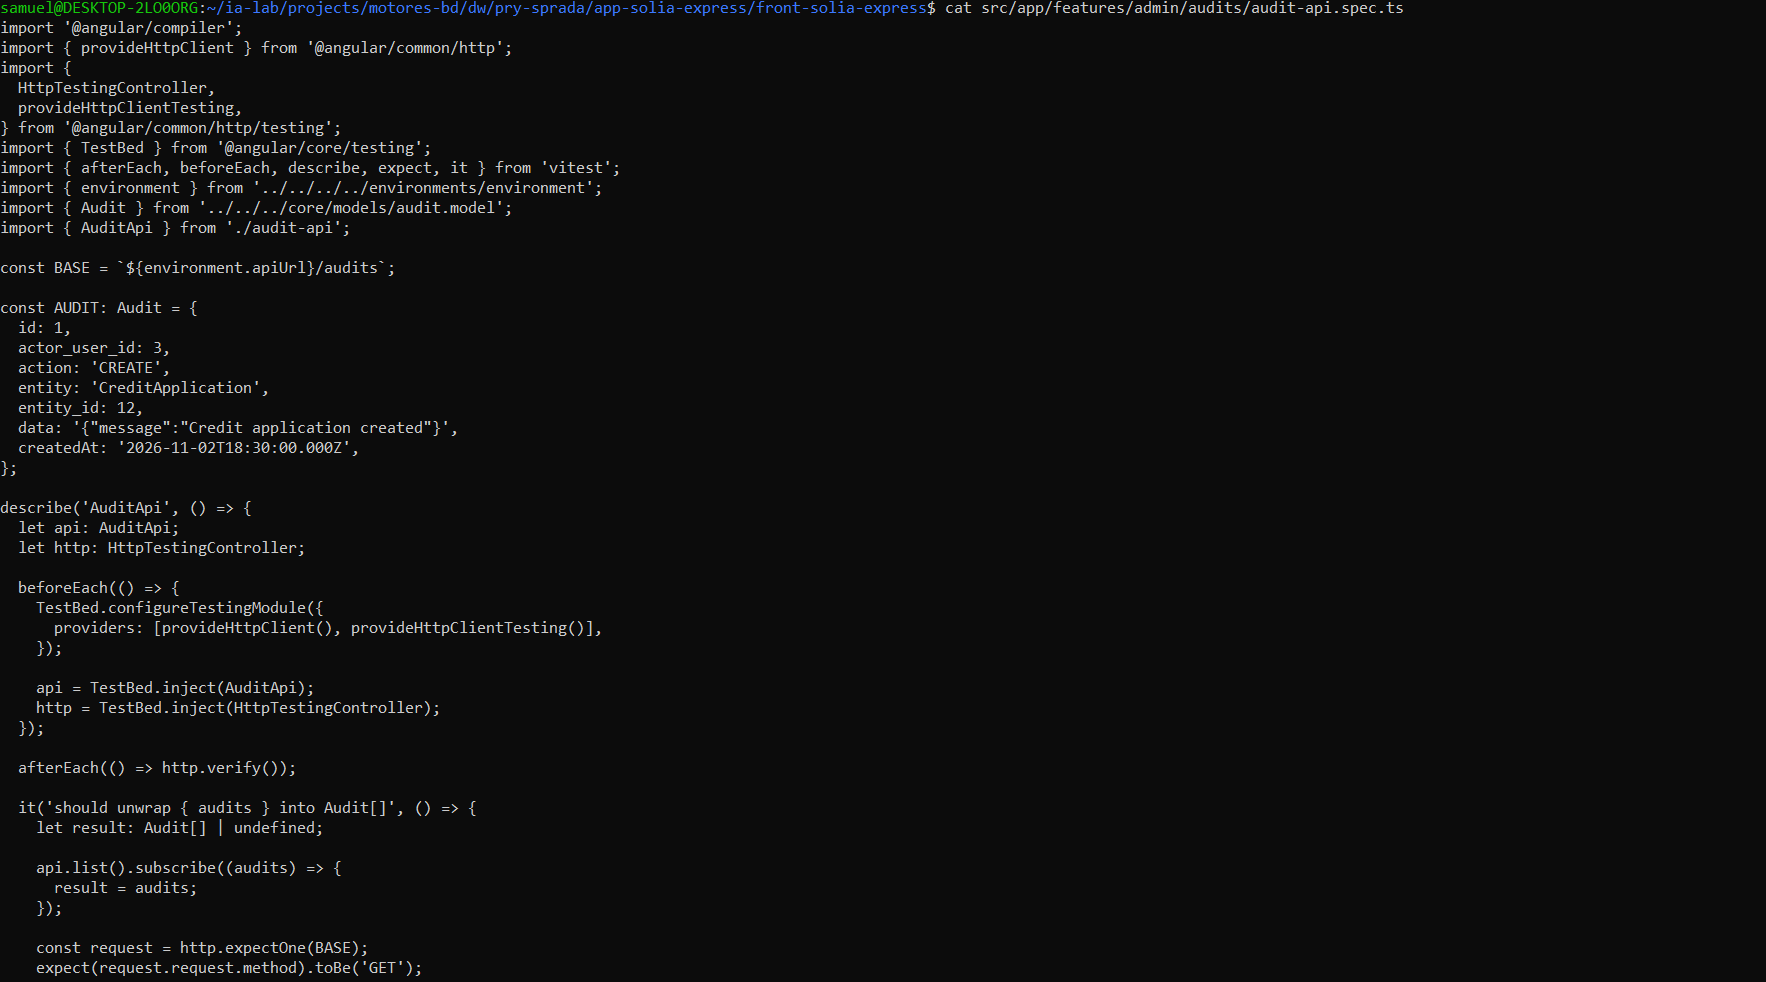 samuel@DESKTOP-2LO0ORG:~/ia-lab/projects/motores-bd/dw/pry-sprada/app-solia-express/front-solia-express$ cat src/app/features/admin/audits/audit-api.spec.ts
import '@angular/compiler';
import { provideHttpClient } from '@angular/common/http';
import {
  HttpTestingController,
  provideHttpClientTesting,
} from '@angular/common/http/testing';
import { TestBed } from '@angular/core/testing';
import { afterEach, beforeEach, describe, expect, it } from 'vitest';
import { environment } from '../../../../environments/environment';
import { Audit } from '../../../core/models/audit.model';
import { AuditApi } from './audit-api';

const BASE = `${environment.apiUrl}/audits`;

const AUDIT: Audit = {
  id: 1,
  actor_user_id: 3,
  action: 'CREATE',
  entity: 'CreditApplication',
  entity_id: 12,
  data: '{"message":"Credit application created"}',
  createdAt: '2026-11-02T18:30:00.000Z',
};

describe('AuditApi', () => {
  let api: AuditApi;
  let http: HttpTestingController;

  beforeEach(() => {
    TestBed.configureTestingModule({
      providers: [provideHttpClient(), provideHttpClientTesting()],
    });

    api = TestBed.inject(AuditApi);
    http = TestBed.inject(HttpTestingController);
  });

  afterEach(() => http.verify());

  it('should unwrap { audits } into Audit[]', () => {
    let result: Audit[] | undefined;

    api.list().subscribe((audits) => {
      result = audits;
    });

    const request = http.expectOne(BASE);
    expect(request.request.method).toBe('GET');